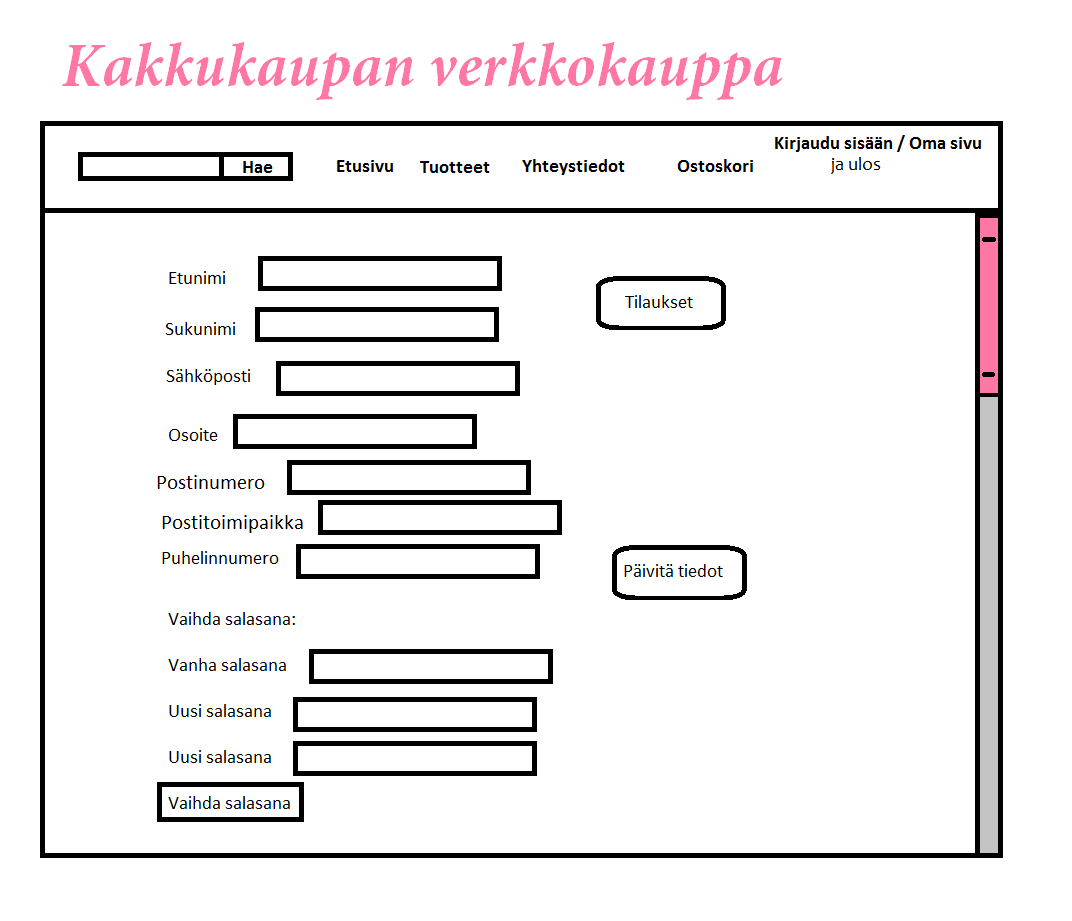 Kakkukaupan verkkokauppa
Kirjaudu sisään / Oma sivu
ja ulos
Hae Etusivu Tuotteet Yhteystiedot Ostoskori
Etunimi
Tilaukset
Sukunimi
Sähköposti
Osoite
Postinumero
Postitoimipaikka
Puhelinnumero
Päivitä tiedot
Vaihda salasana:
Vanha salasana
Uusi salasana
Uusi salasana
Vaihda salasana